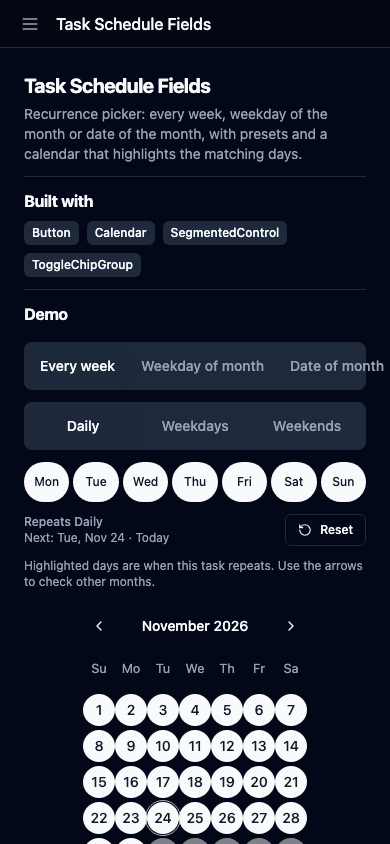 Task Schedule Fields
Task Schedule Fields
Recurrence picker: every week, weekday of the
month or date of the month, with presets and a
calendar that highlights the matching days.
Built with
Button Calendar SegmentedControl
ToggleChipGroup
Demo
Every week Weekday of month Date of month
Daily Weekdays Weekends
Mon Tue Wed Thu Fri Sat Sun
Repeats Daily
Next: Tue, Nov 24 · Today
Reset
Highlighted days are when this task repeats. Use the arrows
to check other months.
November 2026
Su Mo Tu We Th Fr Sa
1 2 3 4 5 6 7
8 9 10 11 12 13 14
15 16 17 18 19 20 21
22 23 24 25 26 27 28